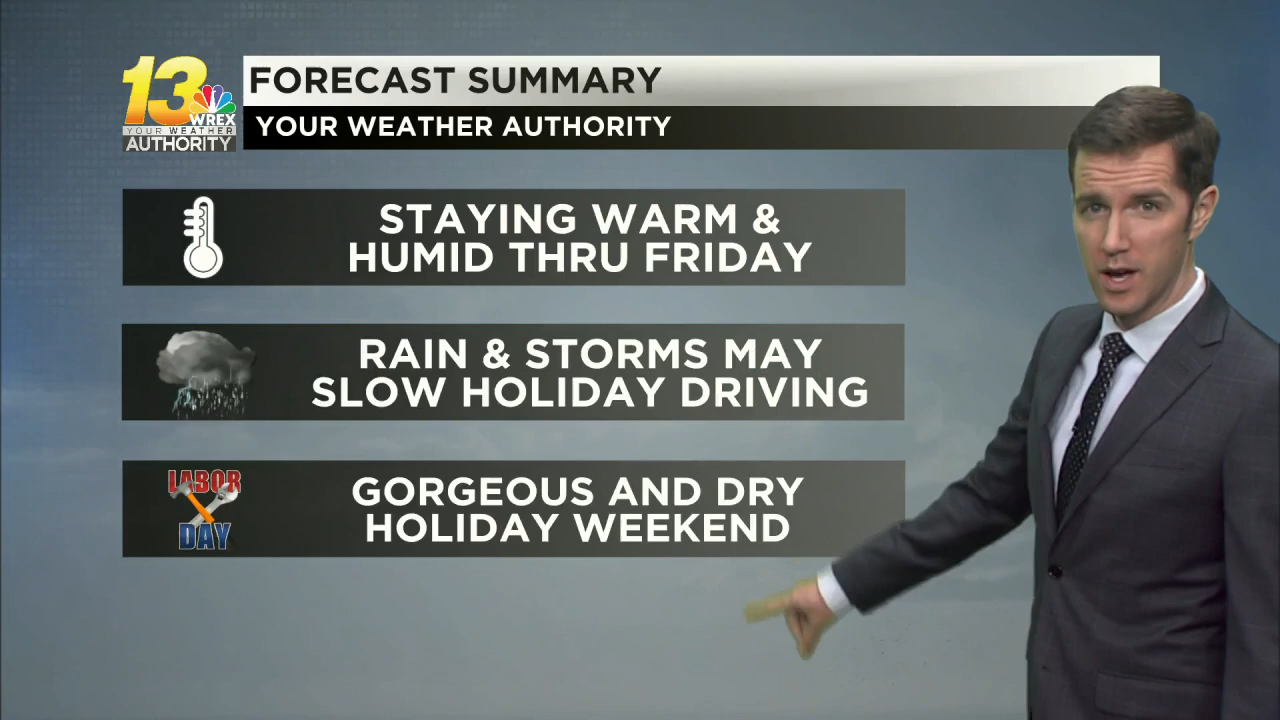 13
WREX
YOUR WEATHER
AUTHORITY
FORECAST SUMMARY
YOUR WEATHER AUTHORITY
STAYING WARM &
HUMID THRU FRIDAY
RAIN & STORMS MAY
SLOW HOLIDAY DRIVING
LABOR
DAY
GORGEOUS AND DRY
HOLIDAY WEEKEND